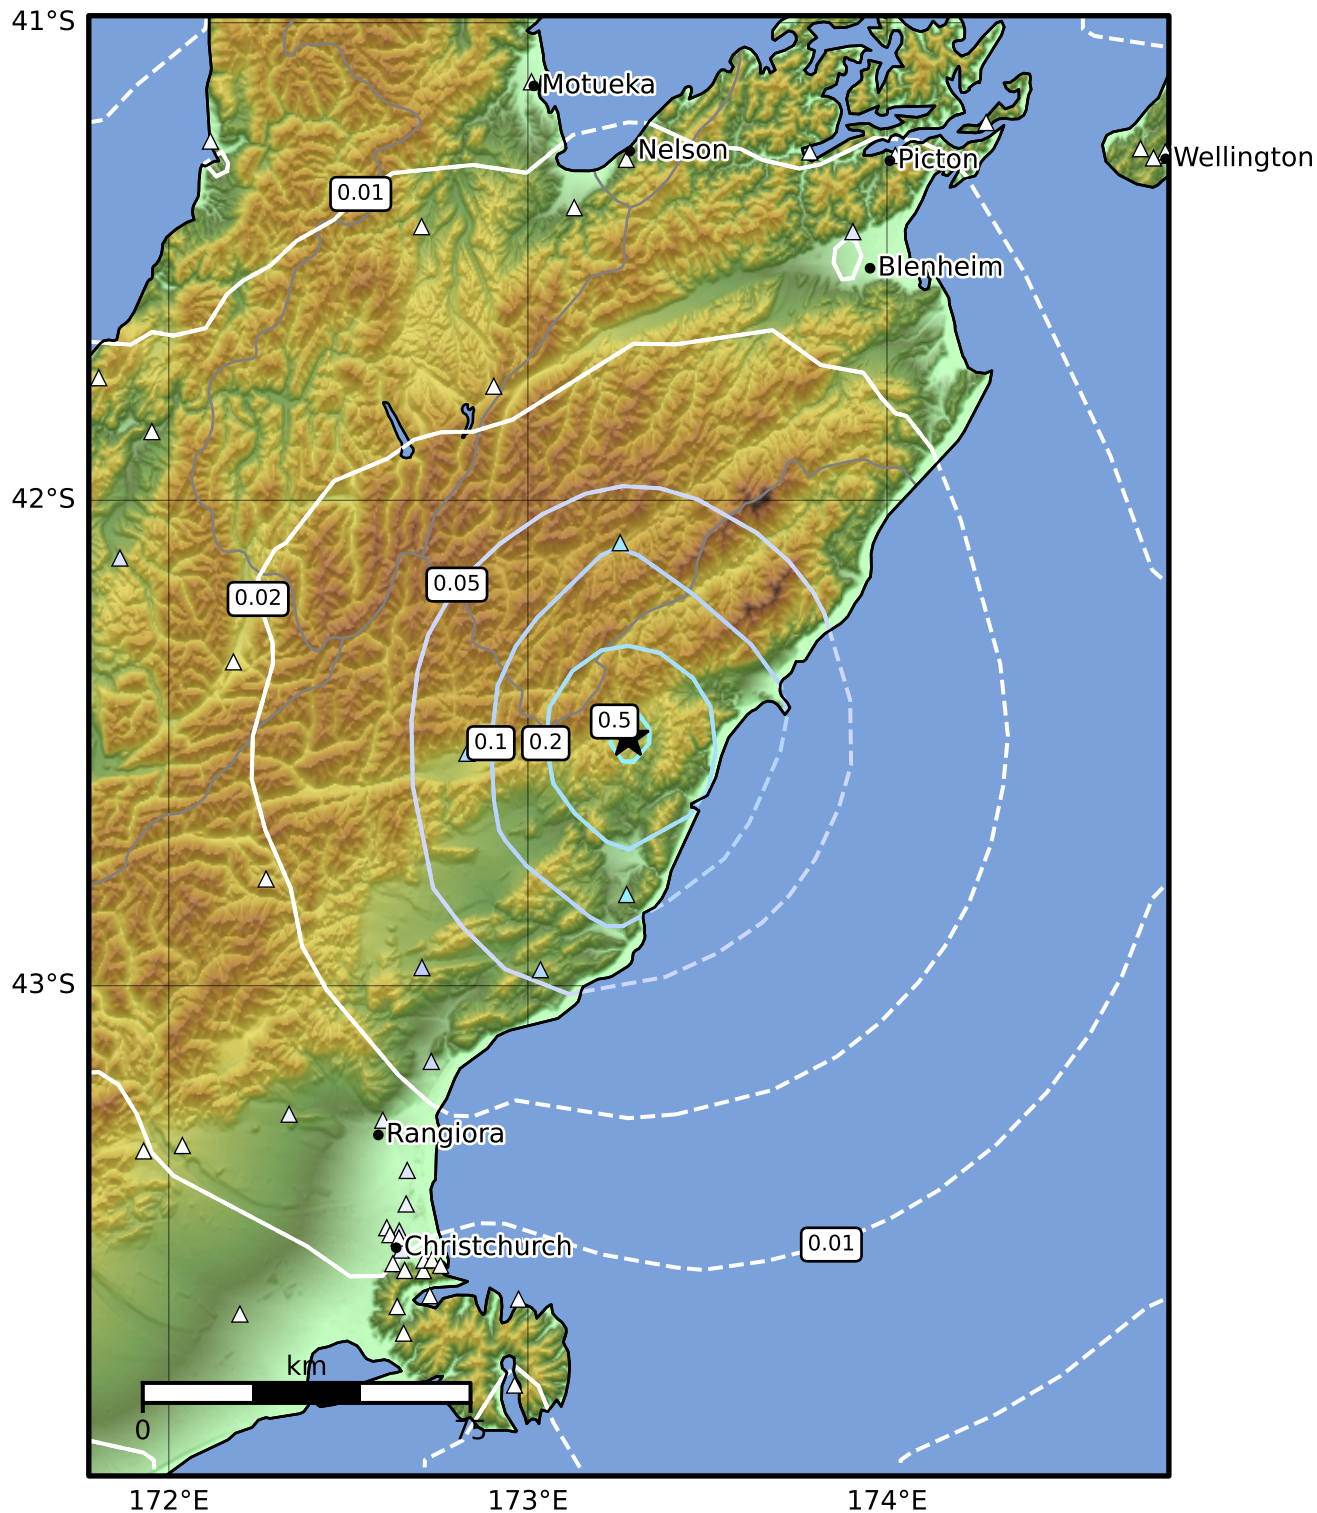 41°S
Motueka
Nelson
Picton
Wellington
0.01
Blenheim
42°S
0.05
0.02
0.5
0.1
0.2
43°S
Rangiora
Christchurch
0.01
km
0
75
172°E
173°E
174°E